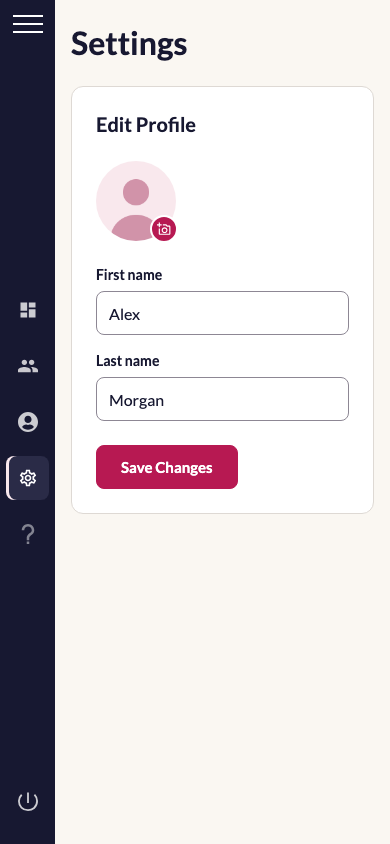 Settings
Edit Profile
First name
Alex
Last name
Morgan
Save Changes